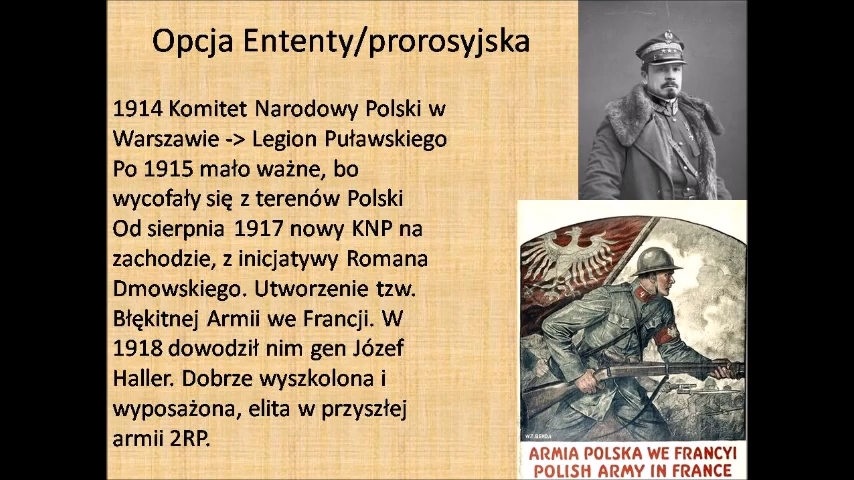 Opcja Ententy/prorosyjska
1914 Komitet Narodowy Polski w
Warszawie -> Legion Puławskiego
Po 1915 mało ważne, bo
wycofały się z terenów Polski
Od sierpnia 1917 nowy KNP na
zachodzie, z inicjatywy Romana
Dmowskiego. Utworzenie tzw.
Błękitnej Armii we Francji. W
1918 dowodził nim gen Józef
Haller. Dobrze wyszkolona i
wyposażona, elita w przyszłej
armii 2RP.
W.T. BENDA
ARMIA POLSKA WE FRANCYI
POLISH ARMY IN FRANCE